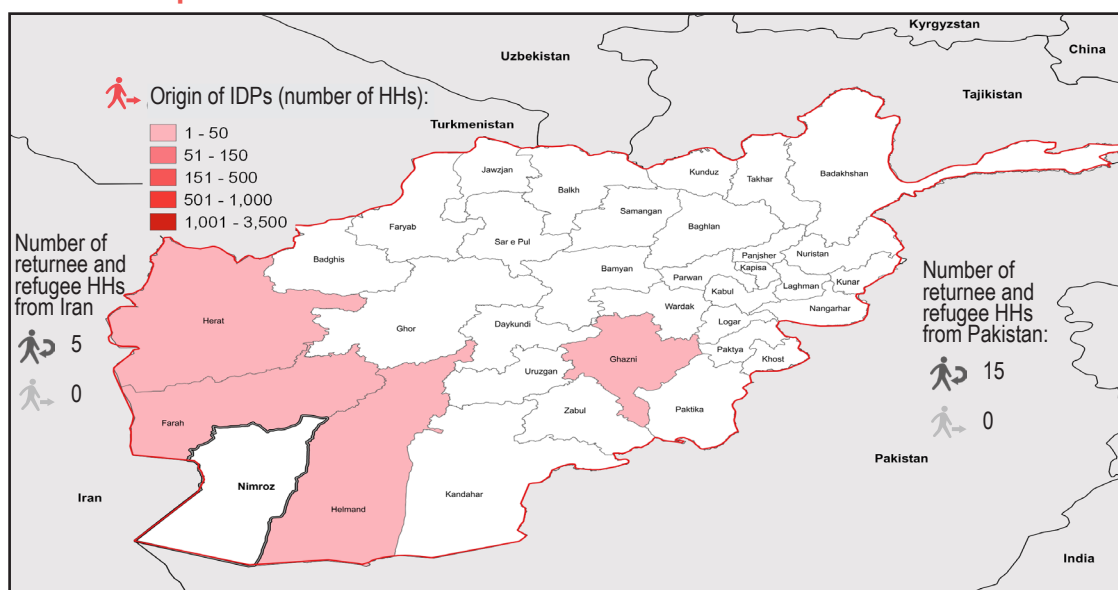 Kyrgyzstan
China
Uzbekistan
Tajikistan
Turkmenistan
Origin of IDPs (number of HHs):
1 - 50
51 - 150
151 - 500
501 - 1,000
1,001 - 3,500
Number of
returnee and
refugee HHs
from Iran
5
0
Jawzjan
Balkh
Kunduz
Takhar
Badakhshan
Faryab
Samangan
Baghlan
Sar e Pul
Badghis
Bamyan
Panjsher
Nuristan
Kapisa
Parwan
Kunar
Laghman
Kabul
Nangarhar
Wardak
Herat
Ghor
Daykundi
Logar
Ghazni
Paktya
Khost
Uruzgan
Zabul
Paktika
Farah
Nimroz
Helmand
Kandahar
Number of
returnee and
refugee HHs
from Pakistan:
15
0
Iran
Pakistan
India